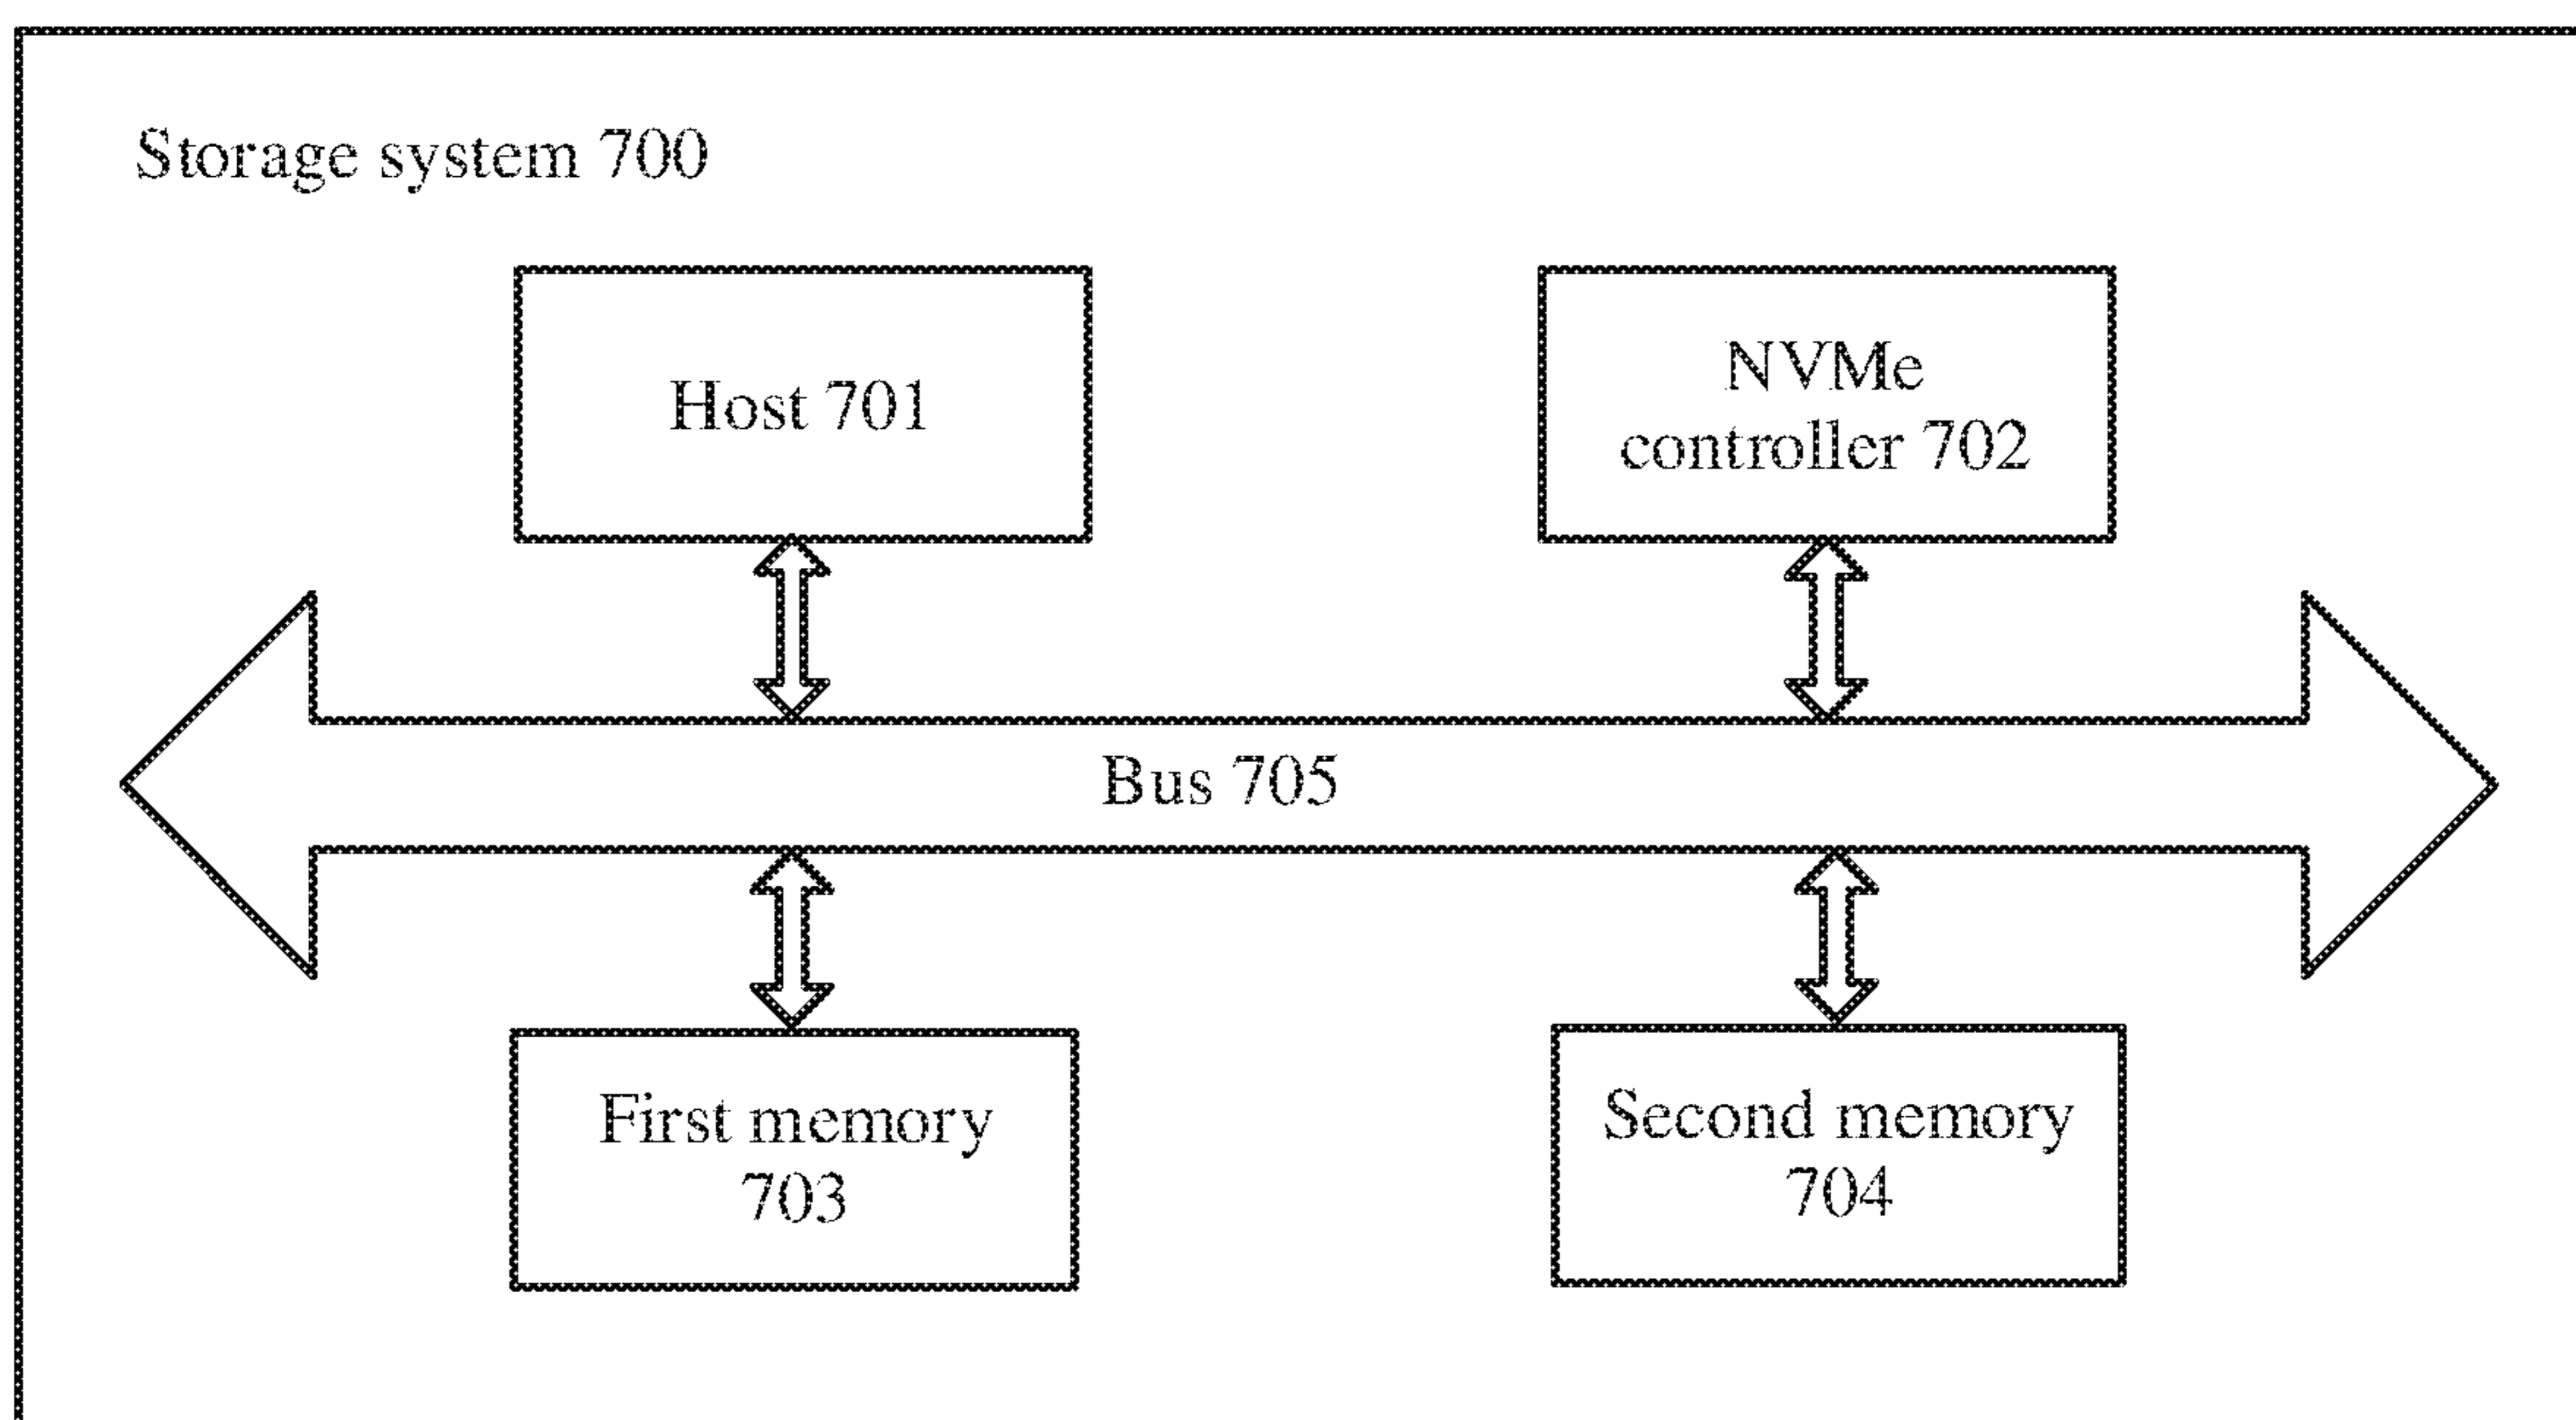 Storage system 700
Host 701
NVMe
controller 702
Bus 705
First memory
703
Second memory
704